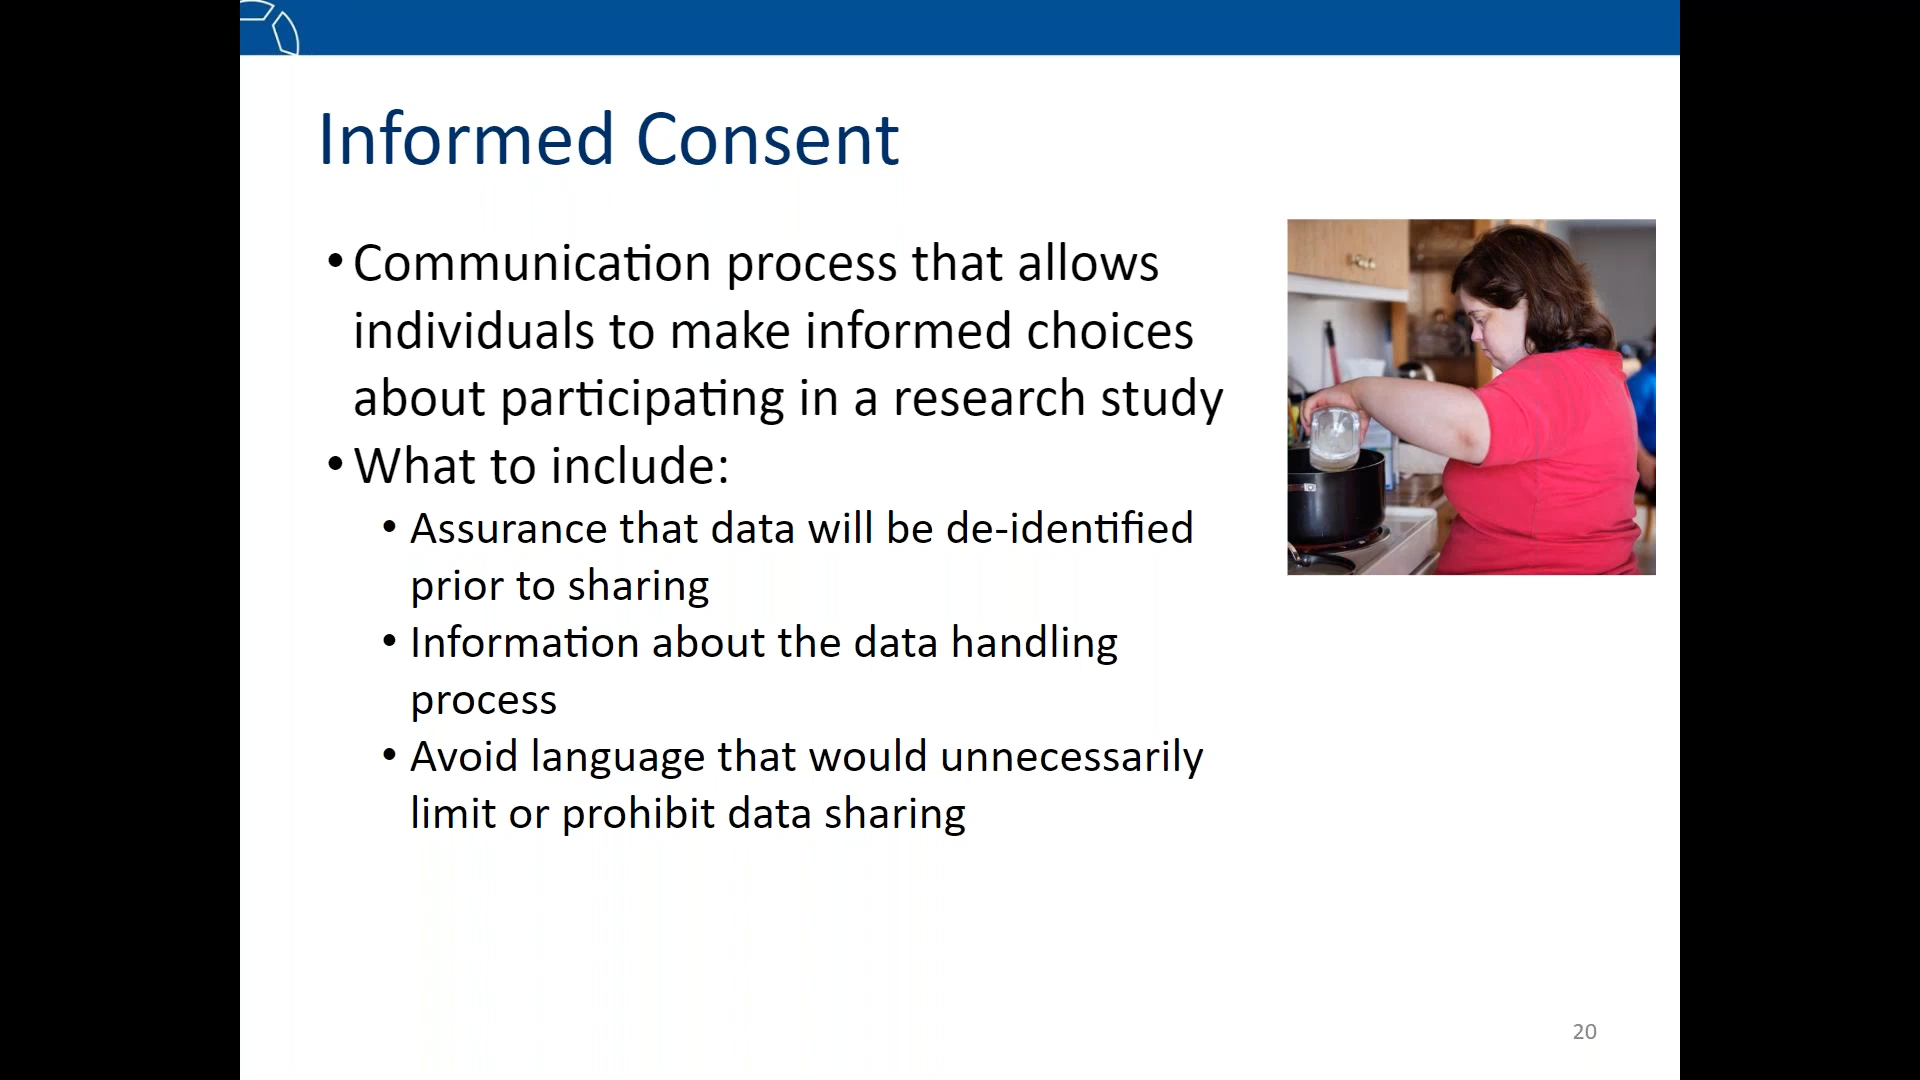 Informed Consent
•Communication process that allows
individuals to make informed choices
about participating in a research study
•What to include:
• Assurance that data will be de-identified
prior to sharing
• Information about the data handling
process
• Avoid language that would unnecessarily
limit or prohibit data sharing
20